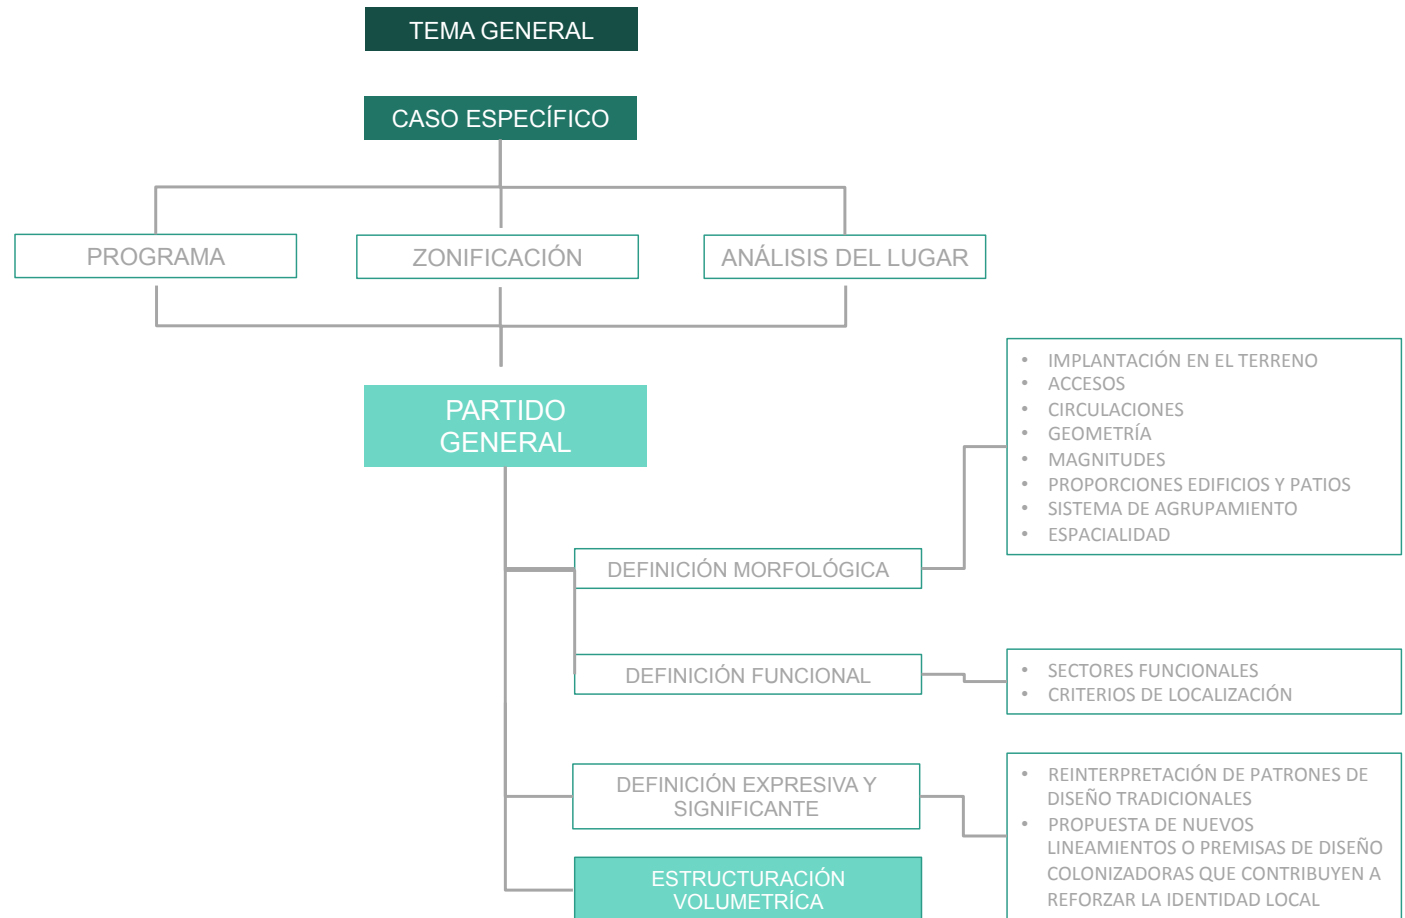 TEMA GENERAL
CASO ESPECÍFICO
PROGRAMA
ZONIFICACIÓN
ANÁLISIS DEL LUGAR
PARTIDO
GENERAL
• IMPLANTACIÓN EN EL TERRENO
• ACCESOS
• CIRCULACIONES
• GEOMETRÍA
• MAGNITUDES
• PROPORCIONES EDIFICIOS Y PATIOS
• SISTEMA DE AGRUPAMIENTO
• ESPACIALIDAD
DEFINICIÓN MORFOLÓGICA
DEFINICIÓN FUNCIONAL
• SECTORES FUNCIONALES
• CRITERIOS DE LOCALIZACIÓN
DEFINICIÓN EXPRESIVA Y
SIGNIFICANTE
• REINTERPRETACIÓN DE PATRONES DE
DISEÑO TRADICIONALES
• PROPUESTA DE NUEVOS
LINEAMIENTOS O PREMISAS DE DISEÑO
COLONIZADORAS QUE CONTRIBUYEN A
REFORZAR LA IDENTIDAD LOCAL
ESTRUCTURACIÓN
VOLUMETRÍCA